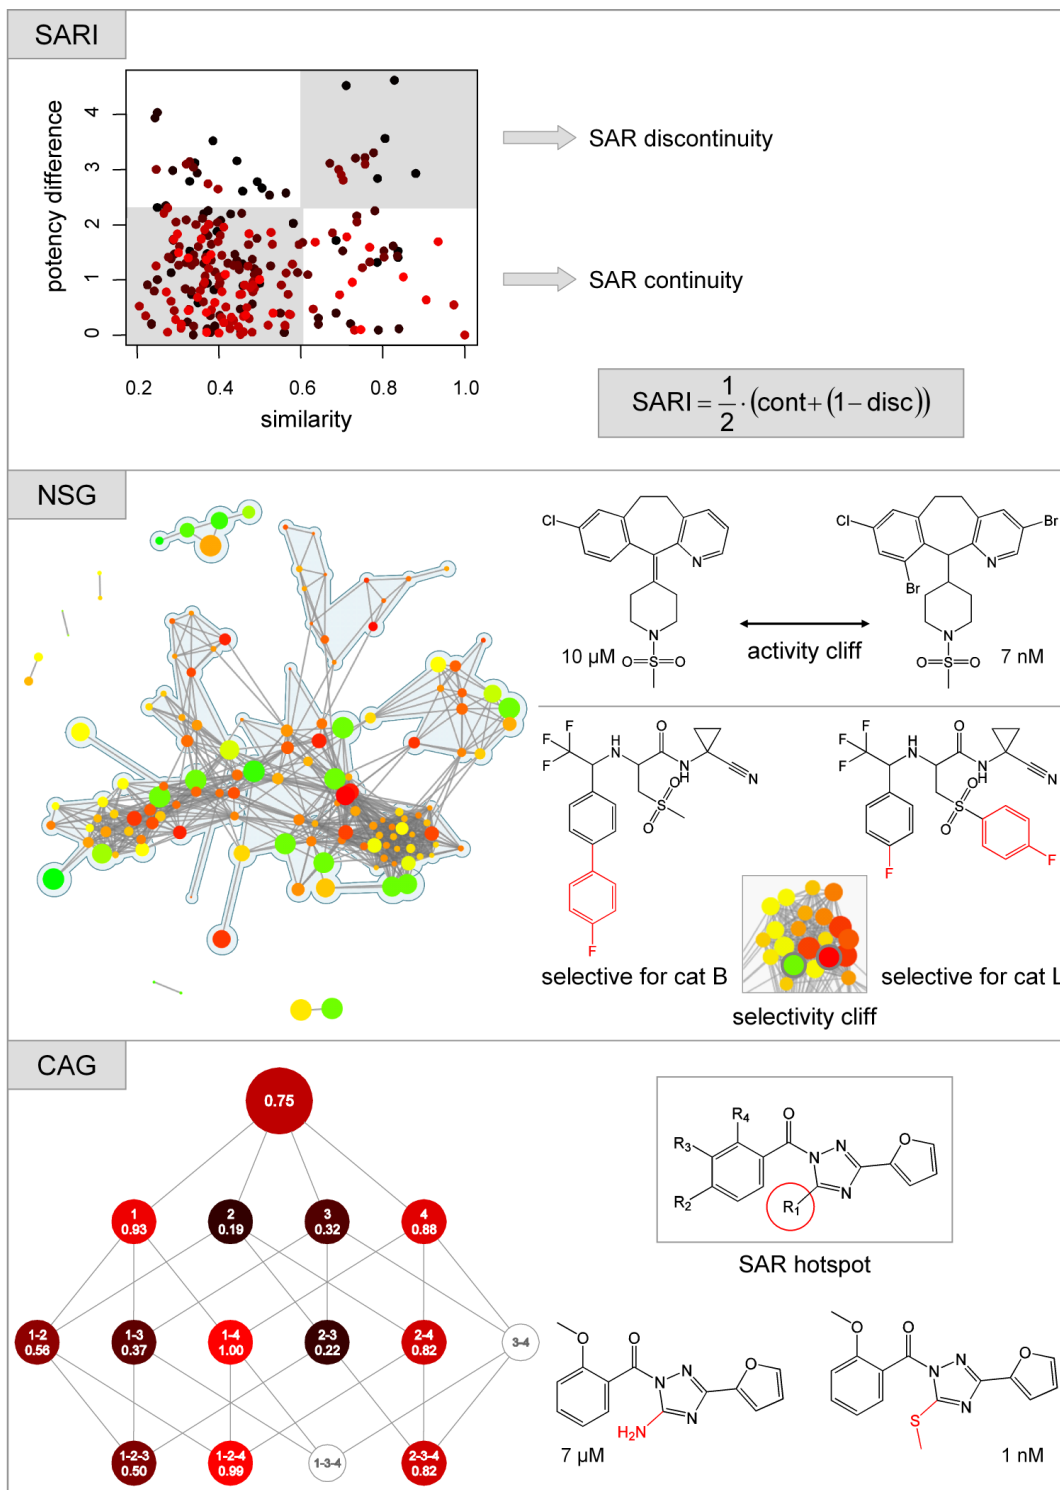 SARI
potency difference
4
3
2
1
0
0.2 0.4 0.6 0.8 1.0
similarity
SAR discontinuity
SAR continuity
SARI = 1/2 · (cont+ (1− disc))
NSG
Cl
N
N
O=S=O
10 µM
activity cliff
Cl
Br
Br
N
N
O=S=O
7 nM
F
F
F
H
N
O
N
H
N
O
S
O
F
selective for cat B
F
F
F
H
N
O
N
H
N
O
S
O
F
F
selective for cat L
selectivity cliff
CAG
0.75
1
0.93
2
0.19
3
0.32
4
0.88
1-2
0.56
1-3
0.37
1-4
1.00
2-3
0.22
2-4
0.82
3-4
1-2-3
0.50
1-2-4
0.99
1-3-4
2-3-4
0.82
R4
O
R3
R2
R1
N
N
N
O
SAR hotspot
O
O
N
N
N
O
H2N
7 µM
O
O
N
N
N
O
S
1 nM